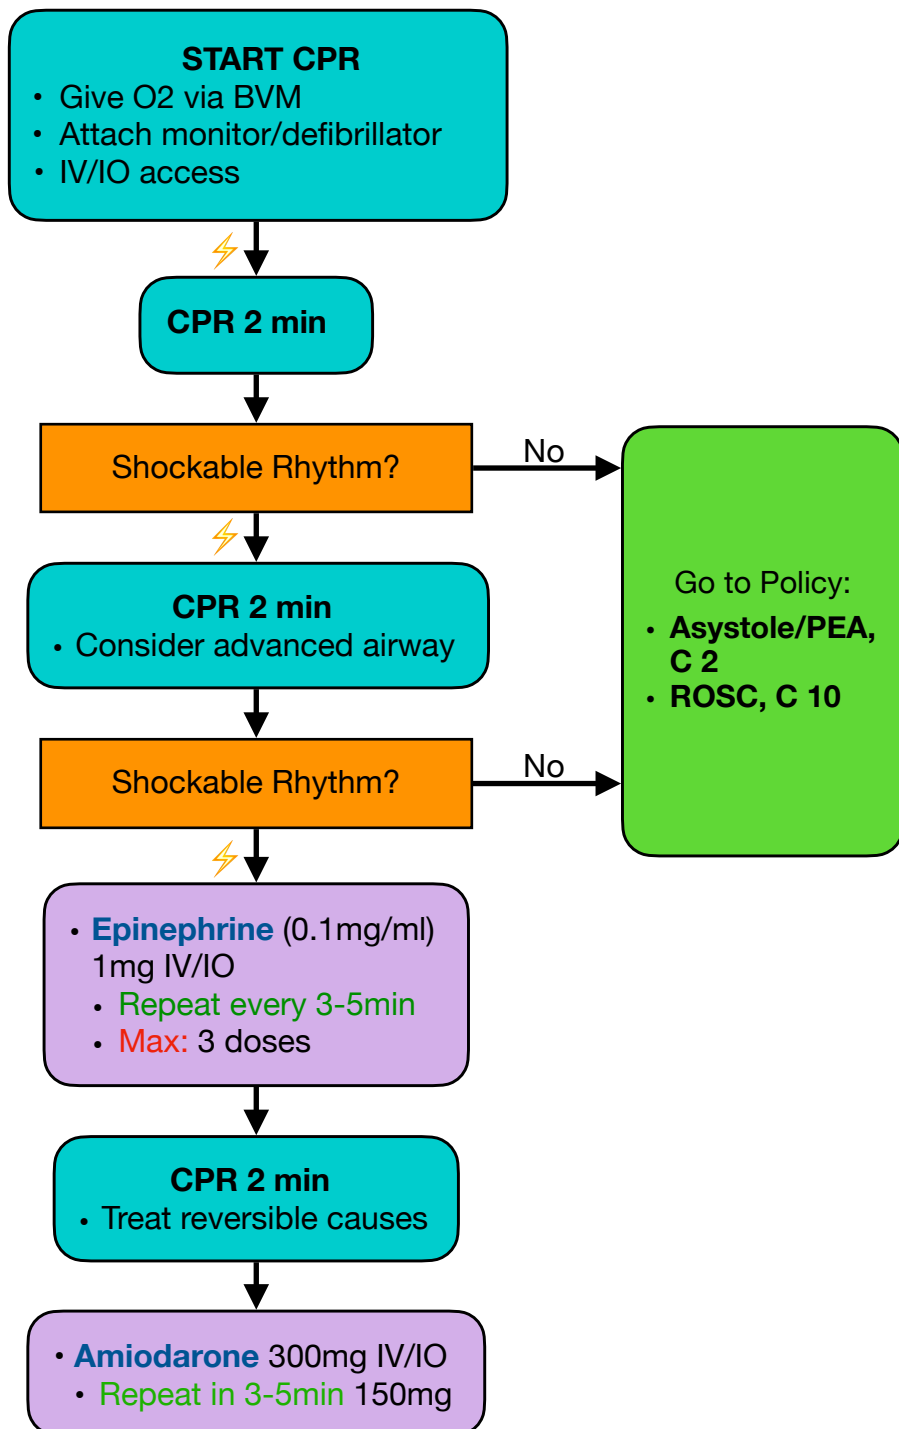 START CPR
• Give O2 via BVM
• Attach monitor/defibrillator
• IV/IO access
CPR 2 min
Shockable Rhythm?
No
CPR 2 min
• Consider advanced airway
Shockable Rhythm?
No
Go to Policy:
• Asystole/PEA,
C 2
• ROSC, C 10
• Epinephrine (0.1mg/ml)
1mg IV/IO
• Repeat every 3-5min
• Max: 3 doses
CPR 2 min
• Treat reversible causes
• Amiodarone 300mg IV/IO
• Repeat in 3-5min 150mg